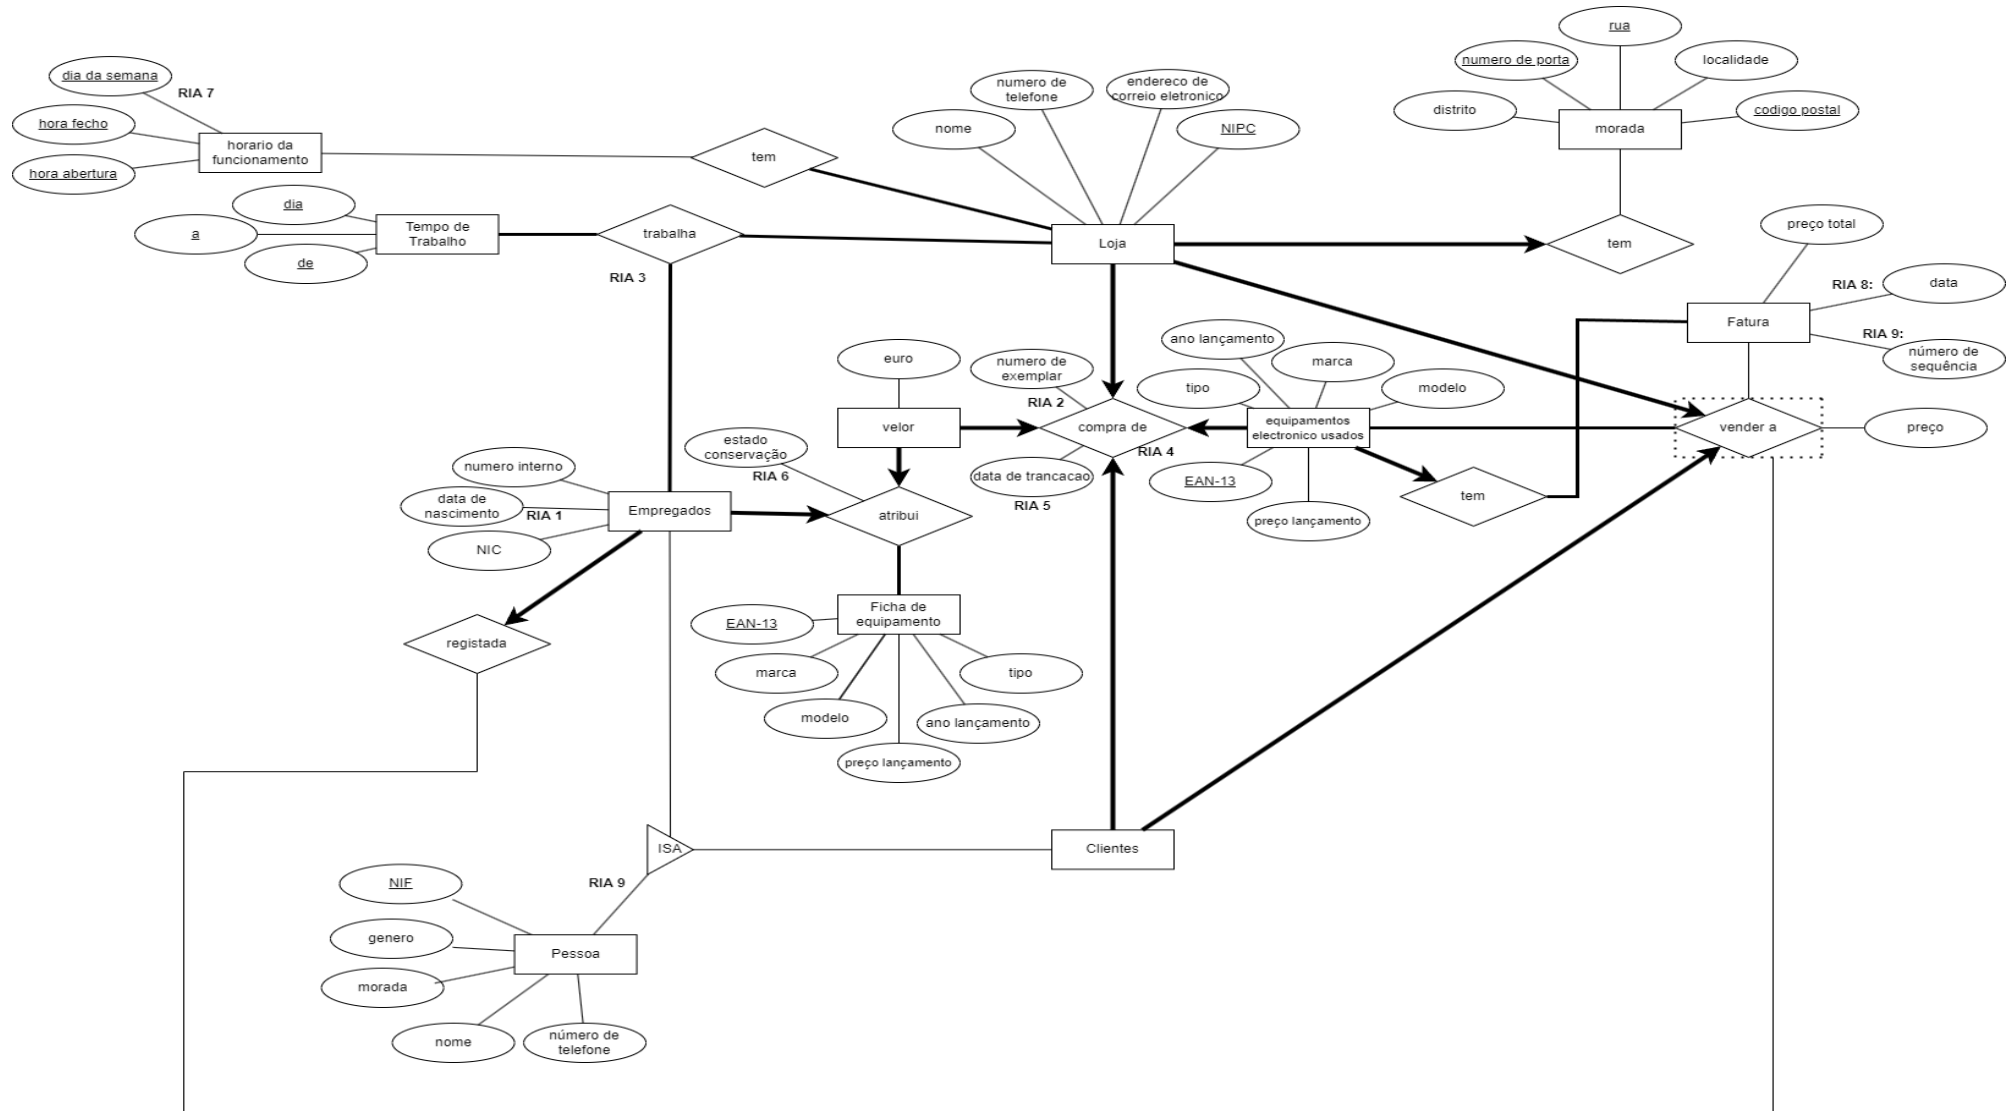 rua
dia da semana
RIA 7
numero de
telefone
endereco de
correio eletronico
numero de porta
localidade
hora fecho
nome
NIPC
distrito
codigo postal
morada
horario da
funcionamento
tem
hora abertura
dia
a
Tempo de
Trabalho
de
trabalha
RIA 3
Loja
tem
preço total
RIA 8:
data
Fatura
RIA 9:
número de
sequência
euro
numero de
exemplar
RIA 2
ano lançamento
marca
tipo
modelo
velor
compra de
equipamentos
electronico usados
vender a
preço
estado
conservação
RIA 6
RIA 4
data de trancacao
RIA 5
EAN-13
preço lançamento
tem
numero interno
data de
nascimento
RIA 1
NIC
Empregados
atribui
registada
EAN-13
Ficha de
equipamento
marca
tipo
modelo
ano lançamento
preço lançamento
ISA
Clientes
RIA 9
NIF
genero
Pessoa
morada
nome
número de
telefone